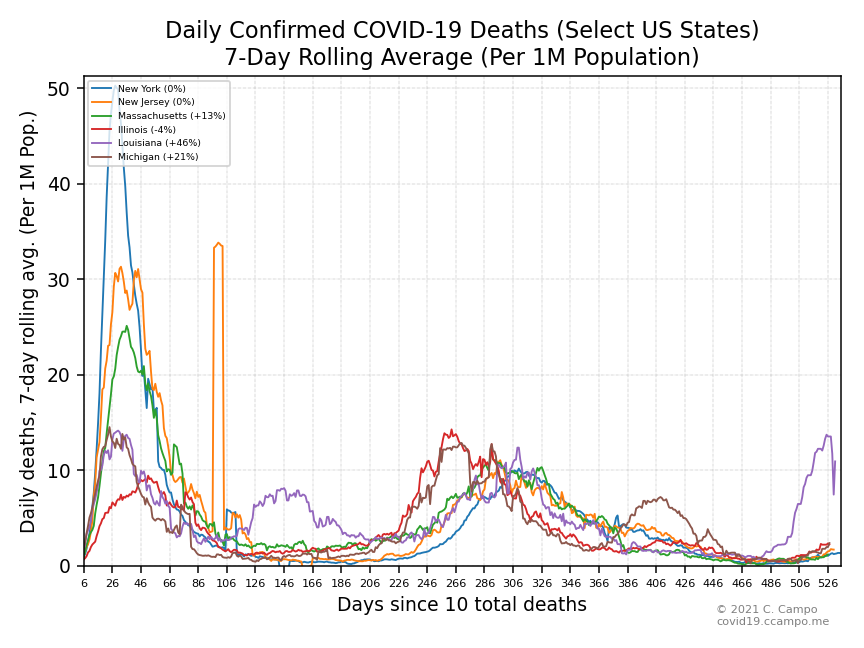 Daily Confirmed COVID-19 Deaths (Select US States)
7-Day Rolling Average (Per 1M Population)
Daily deaths, 7-day rolling avg. (Per 1M Pop.)
50
40
30
20
10
0
New York (0%)
New Jersey (0%)
Massachusetts (+13%)
Illinois (-4%)
Louisiana (+46%)
Michigan (+21%)
6 26 46 66 86 106 126 146 166 186 206 226 246 266 286 306 326 346 366 386 406 426 446 466 486 506 526
Days since 10 total deaths
© 2021 C. Campo
covid19.ccampo.me